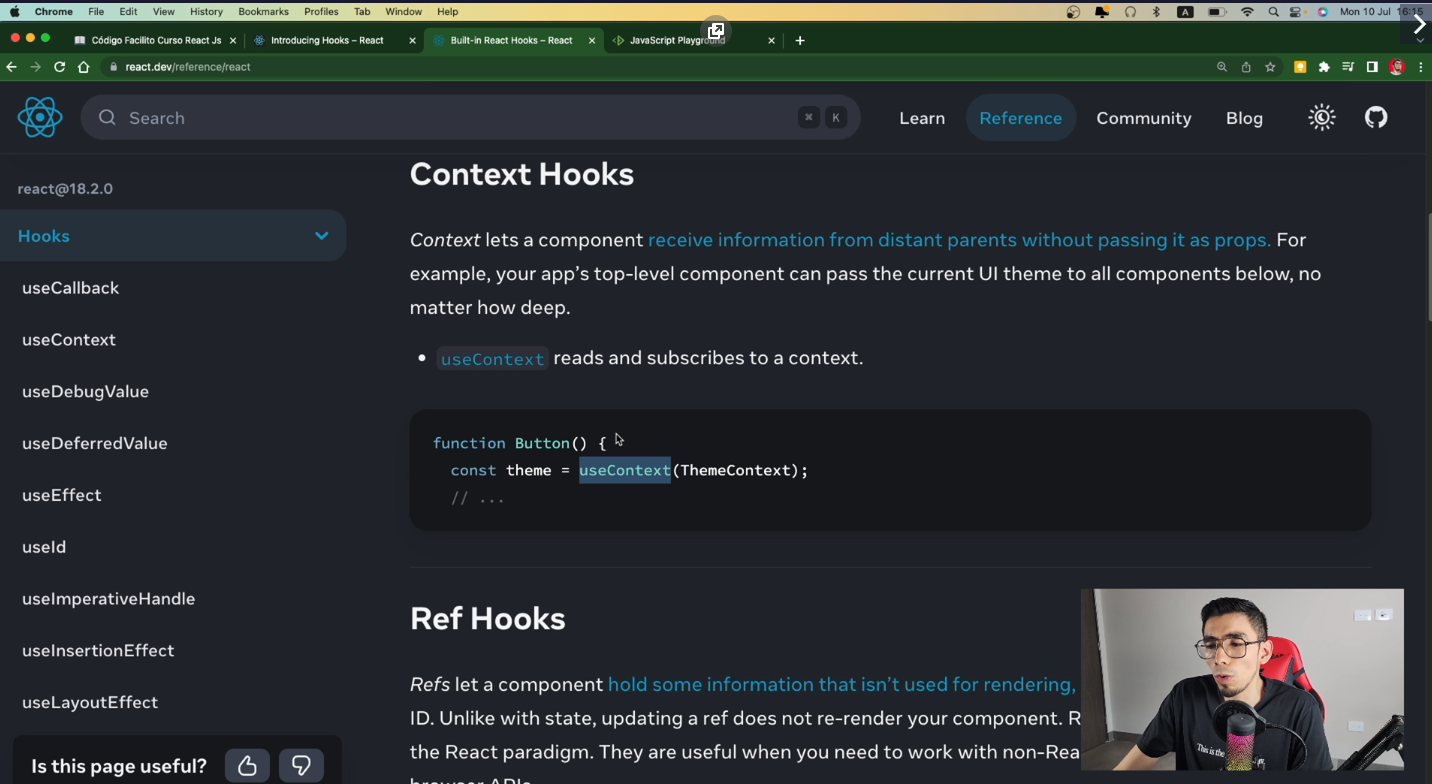 Chrome File Edit View History Bookmarks Profiles Tab Window Help A Mon 10 Jul 16:15
Código Facilito Curso React Js Introducing Hooks – React Built-in React Hooks – React JavaScript Playground
react.dev/reference/react
Search ⌘ K Learn Reference Community Blog
react@18.2.0
Hooks
useCallback
useContext
useDebugValue
useDeferredValue
useEffect
useId
useImperativeHandle
useInsertionEffect
useLayoutEffect
Is this page useful?
Context Hooks
Context lets a component receive information from distant parents without passing it as props. For
example, your app’s top-level component can pass the current UI theme to all components below, no
matter how deep.
• useContext reads and subscribes to a context.
function Button() {
const theme = useContext(ThemeContext);
// ...
Ref Hooks
Refs let a component hold some information that isn’t used for rendering,
ID. Unlike with state, updating a ref does not re-render your component. R
the React paradigm. They are useful when you need to work with non-Rea
browser APIs.
This is the